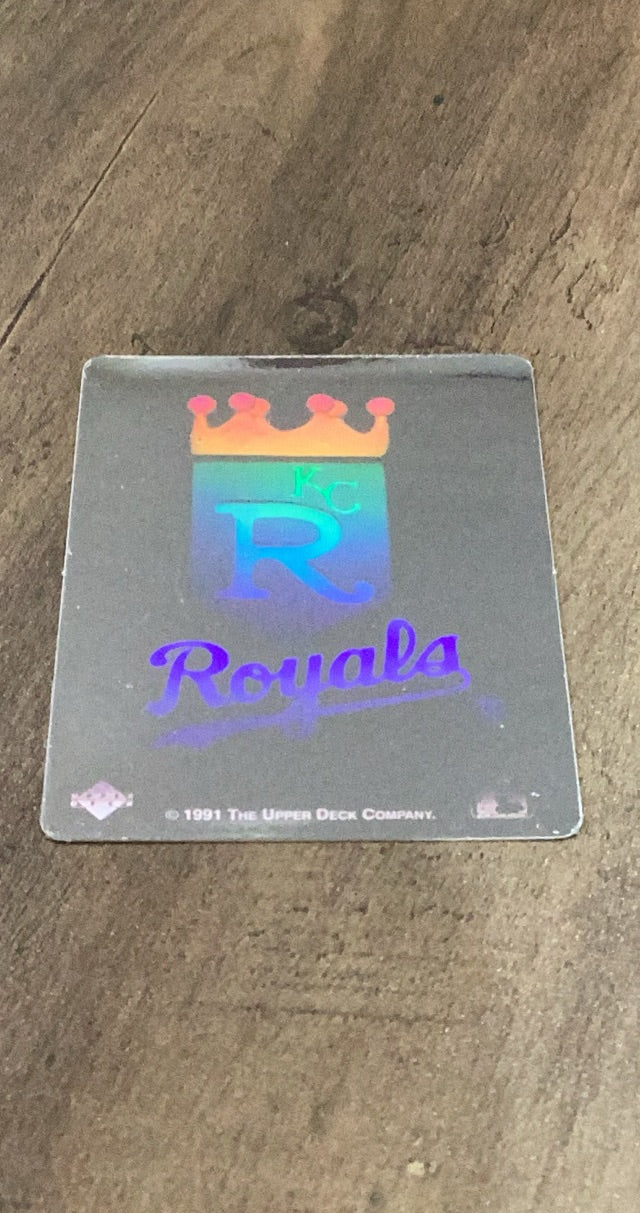 KC
R
Royals
®
© 1991 THE UPPER DECK COMPANY.